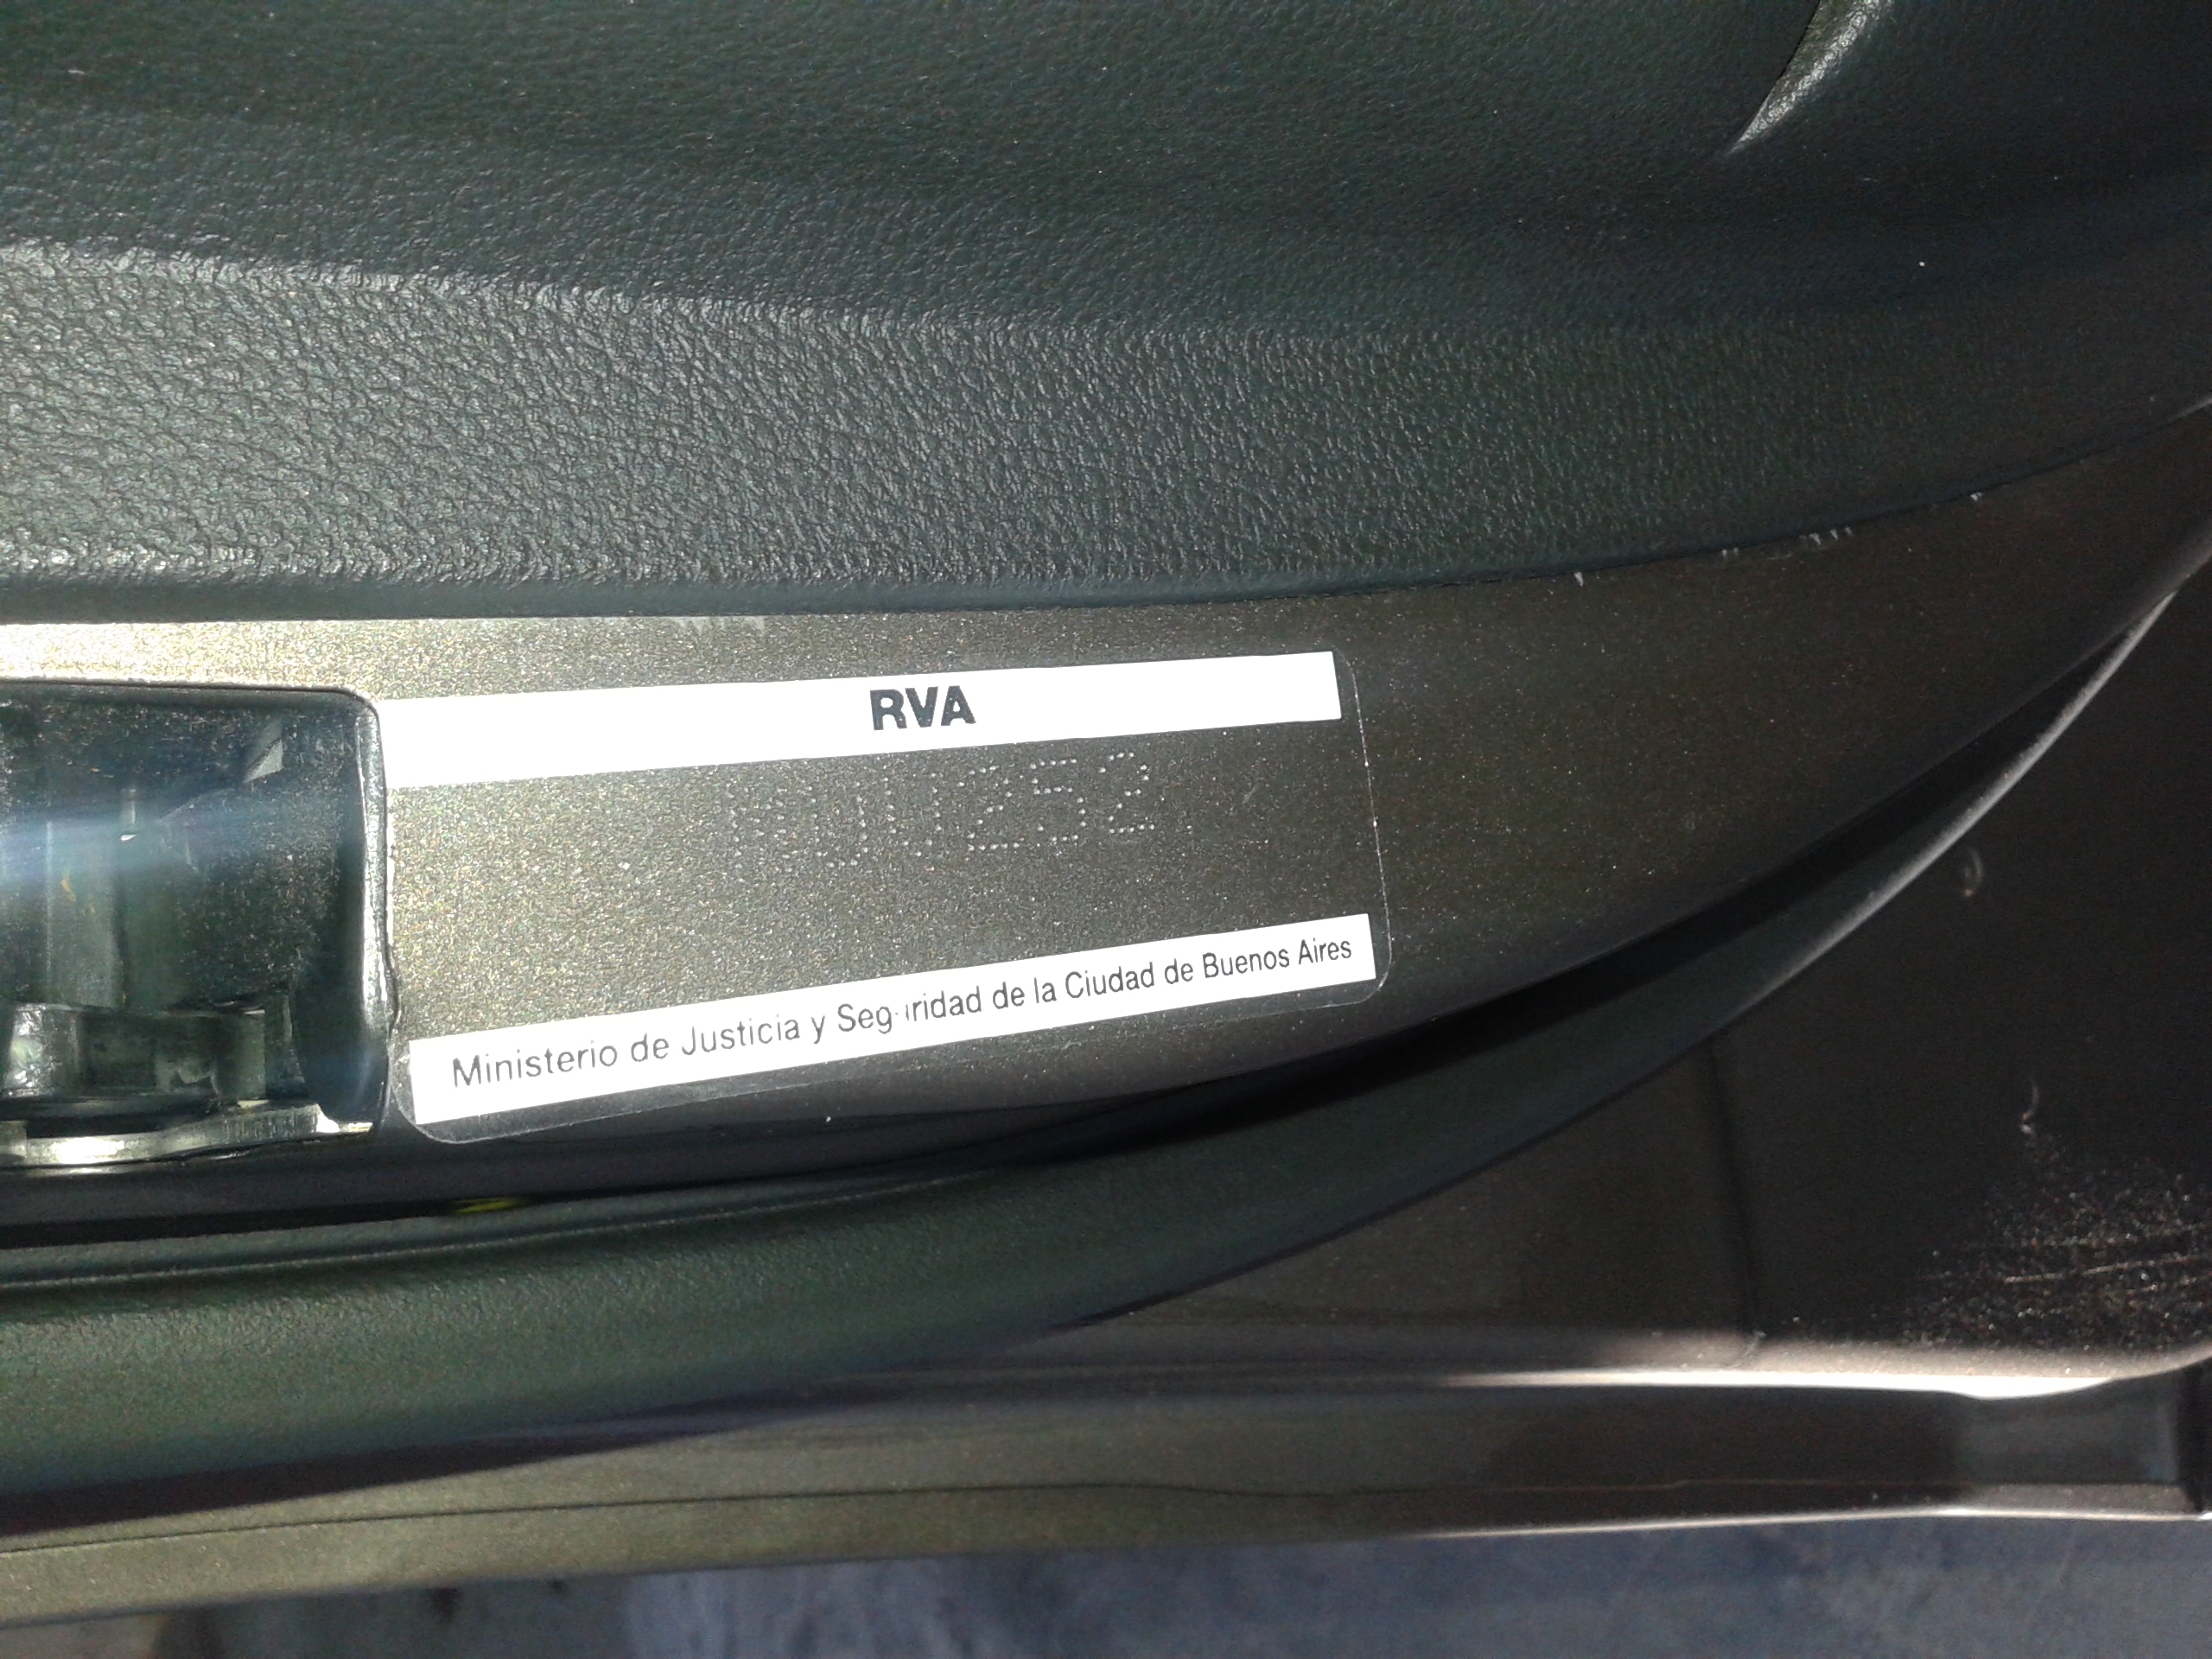 RVA
Ministerio de Justicia y Seguridad de la Ciudad de Buenos Aires